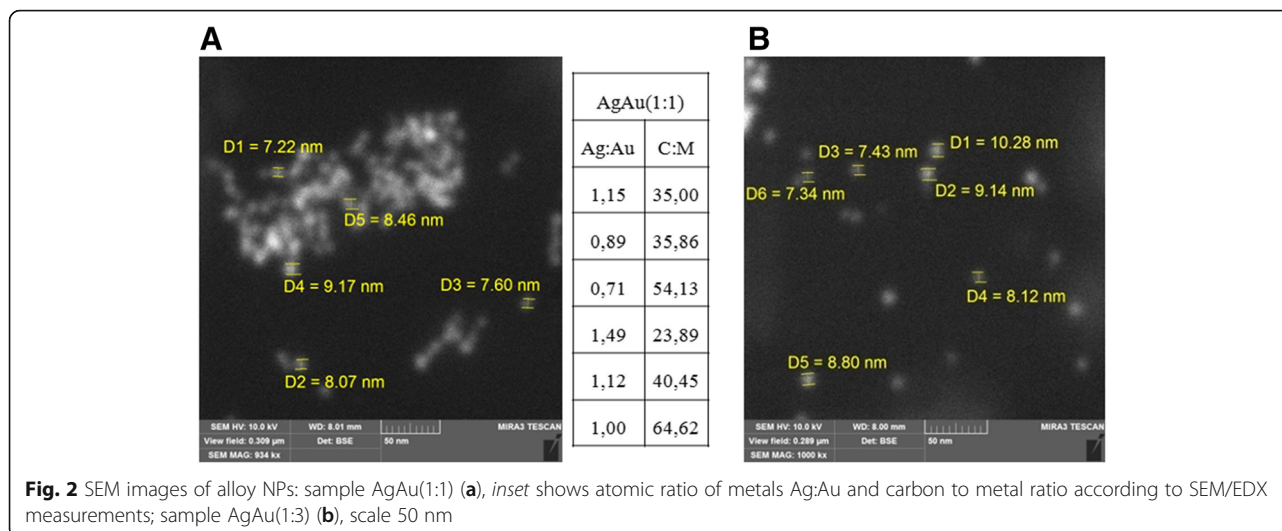 A
D1 = 7.22 nm
D5 = 8.46 nm
D4 = 9.17 nm
D3 = 7.60 nm
D2 = 8.07 nm
SEM HV: 10.0 kV WD: 8.01 mm MIRA3 TESCAN
View field: 0.309 µm Det: BSE 50 nm
SEM MAG: 934 kx
AgAu(1:1)
Ag:Au C:M
1,15 35,00
0,89 35,86
0,71 54,13
1,49 23,89
1,12 40,45
1,00 64,62
B
D3 = 7.43 nm
D1 = 10.28 nm
D6 = 7.34 nm
D2 = 9.14 nm
D4 = 8.12 nm
D5 = 8.80 nm
SEM HV: 10.0 kV WD: 8.00 mm MIRA3 TESCAN
View field: 0.289 µm Det: BSE 50 nm
SEM MAG: 1000 kx
Fig. 2 SEM images of alloy NPs: sample AgAu(1:1) (a), inset shows atomic ratio of metals Ag:Au and carbon to metal ratio according to SEM/EDX
measurements; sample AgAu(1:3) (b), scale 50 nm